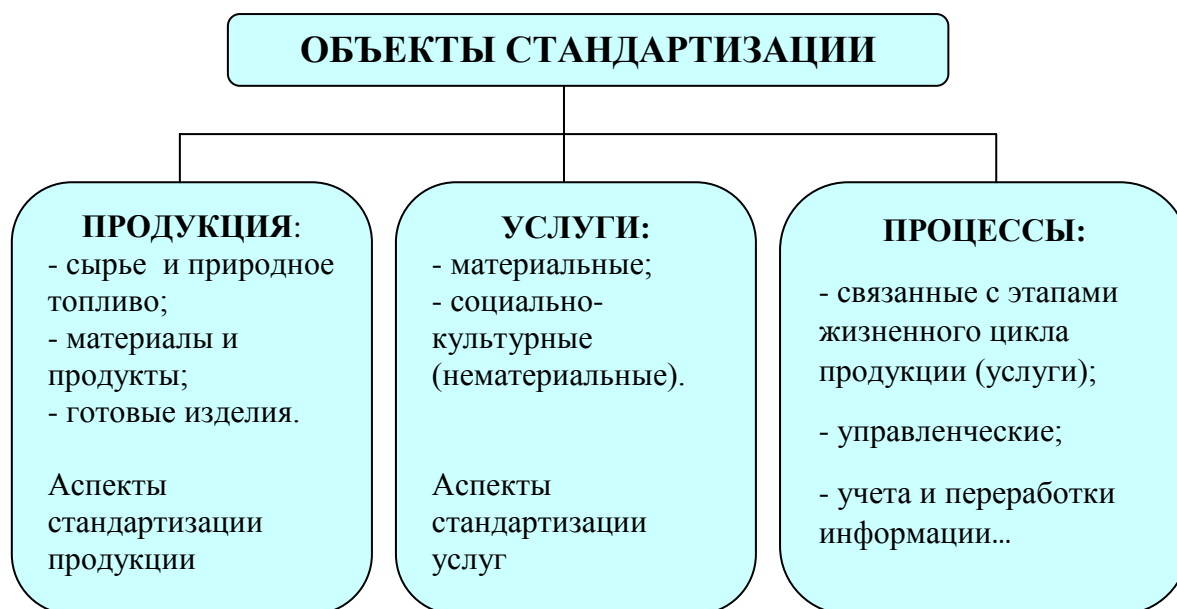 ОБЪЕКТЫ СТАНДАРТИЗАЦИИ
ПРОДУКЦИЯ:
- сырье и природное
топливо;
- материалы и
продукты;
- готовые изделия.
Аспекты
стандартизации
продукции
УСЛУГИ:
- материальные;
- социально-
культурные
(нематериальные).
Аспекты
стандартизации
услуг
ПРОЦЕССЫ:
- связанные с этапами
жизненного цикла
продукции (услуги);
- управленческие;
- учета и переработки
информации...